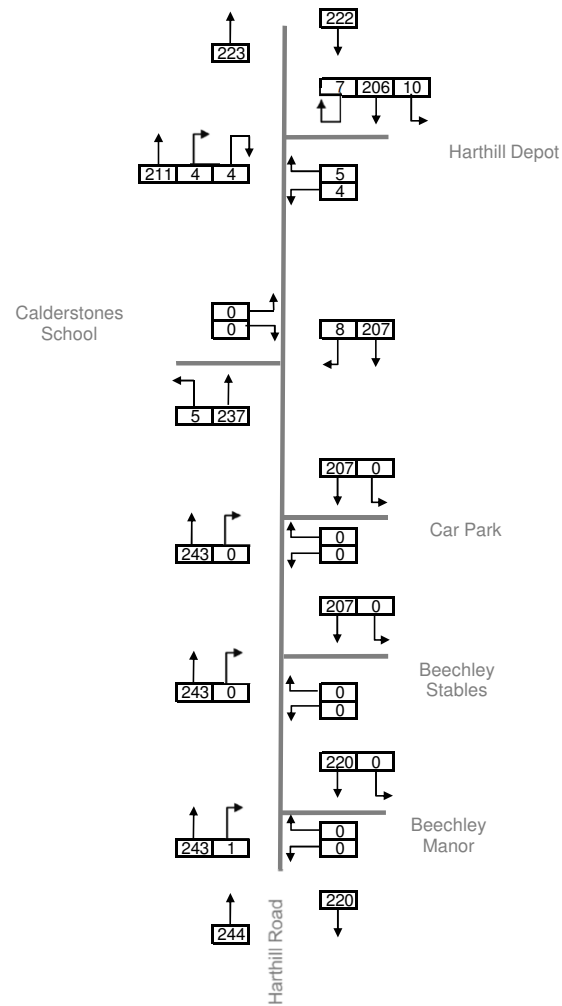 222
223
7 206 10
Harthill Depot
211 4 4
5
4
Calderstones
School
0
0
8 207
5 237
207 0
Car Park
243 0
0
0
207 0
Beechley
Stables
243 0
0
0
220 0
Beechley
Manor
243 1
0
0
220
244
Harthill Road